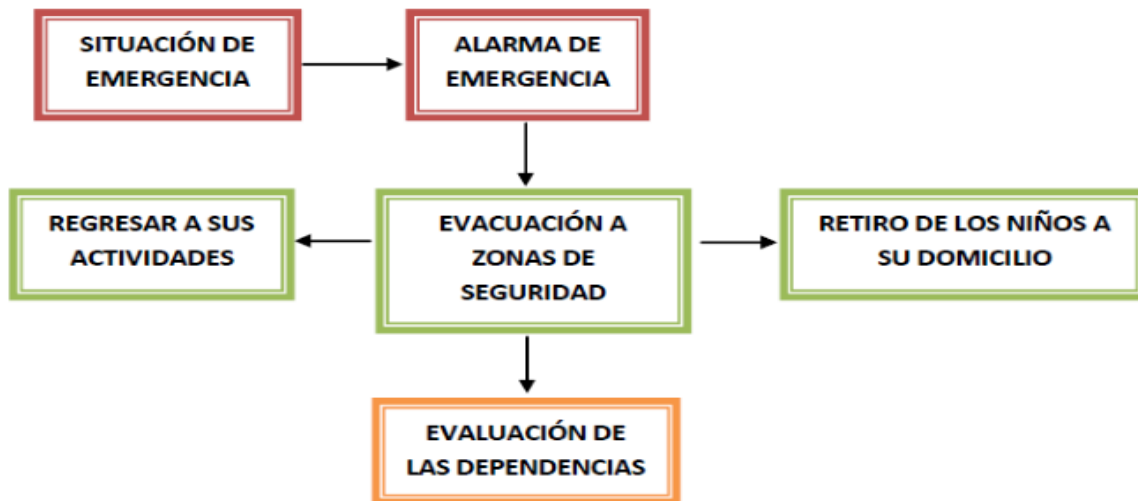 SITUACIÓN DE
EMERGENCIA
ALARMA DE
EMERGENCIA
REGRESAR A SUS
ACTIVIDADES
EVACUACIÓN A
ZONAS DE
SEGURIDAD
RETIRO DE LOS NIÑOS A
SU DOMICILIO
EVALUACIÓN DE
LAS DEPENDENCIAS